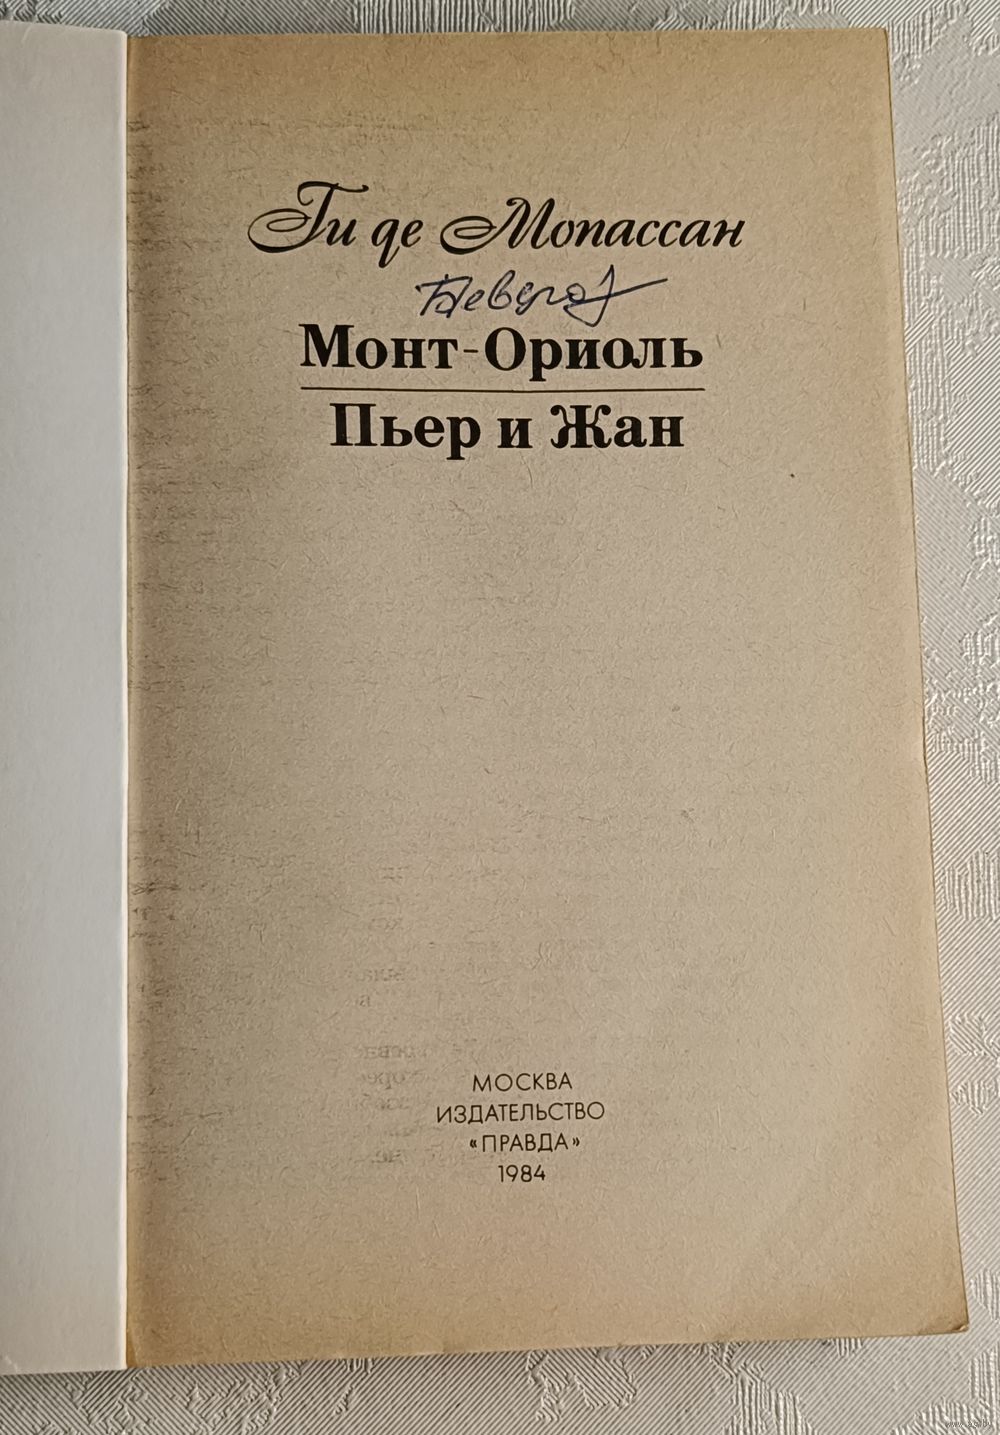 Ги де Мопассан
Монт-Ориоль
Пьер и Жан
МОСКВА
ИЗДАТЕЛЬСТВО
«ПРАВДА»
1984